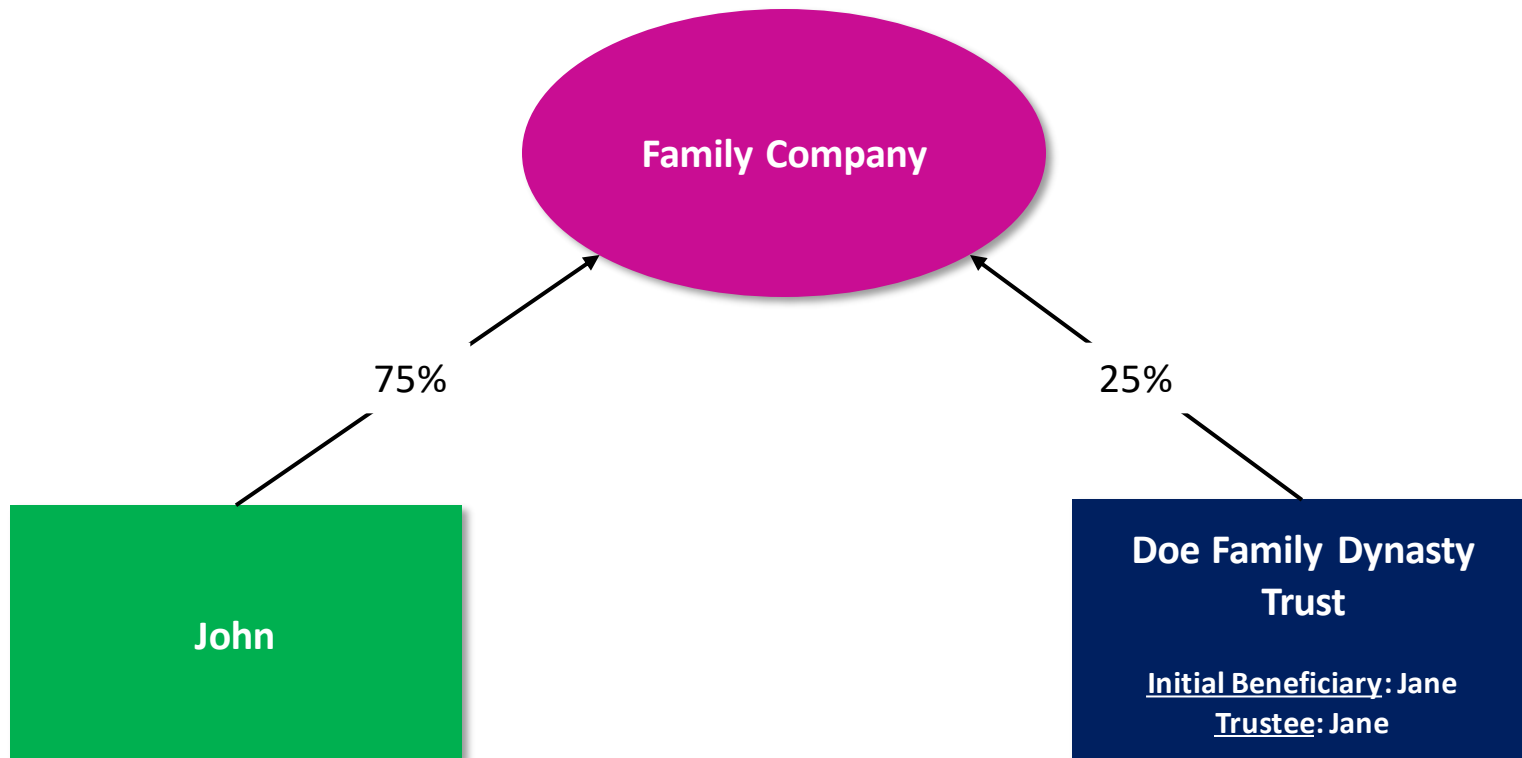 Family Company
75%
25%
John
Doe Family Dynasty
Trust
Initial Beneficiary: Jane
Trustee: Jane